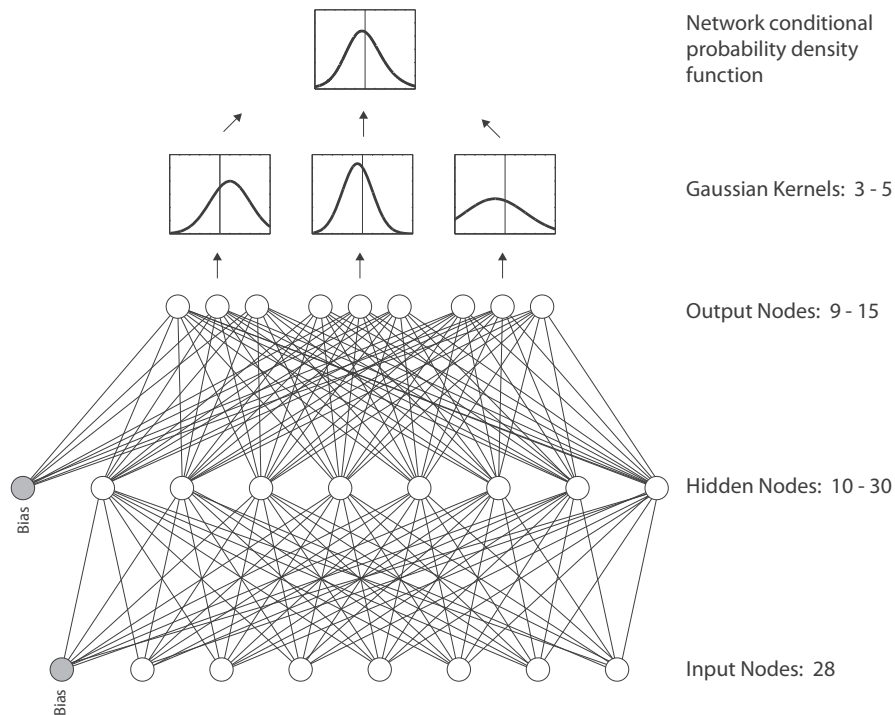 Network conditional
probability density
function
Gaussian Kernels: 3 - 5
Output Nodes: 9 - 15
Hidden Nodes: 10 - 30
Bias
Input Nodes: 28
Bias